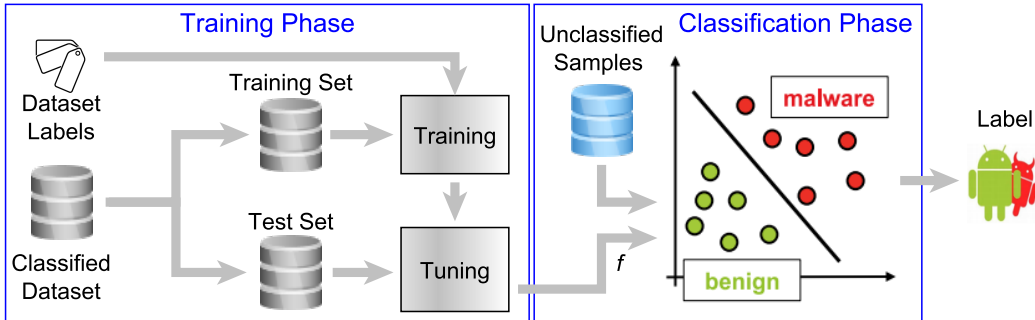 Training Phase
Dataset
Labels
Classified
Dataset
Training Set
Test Set
Training
Tuning
Classification Phase
Unclassified
Samples
f
malware
benign
Label